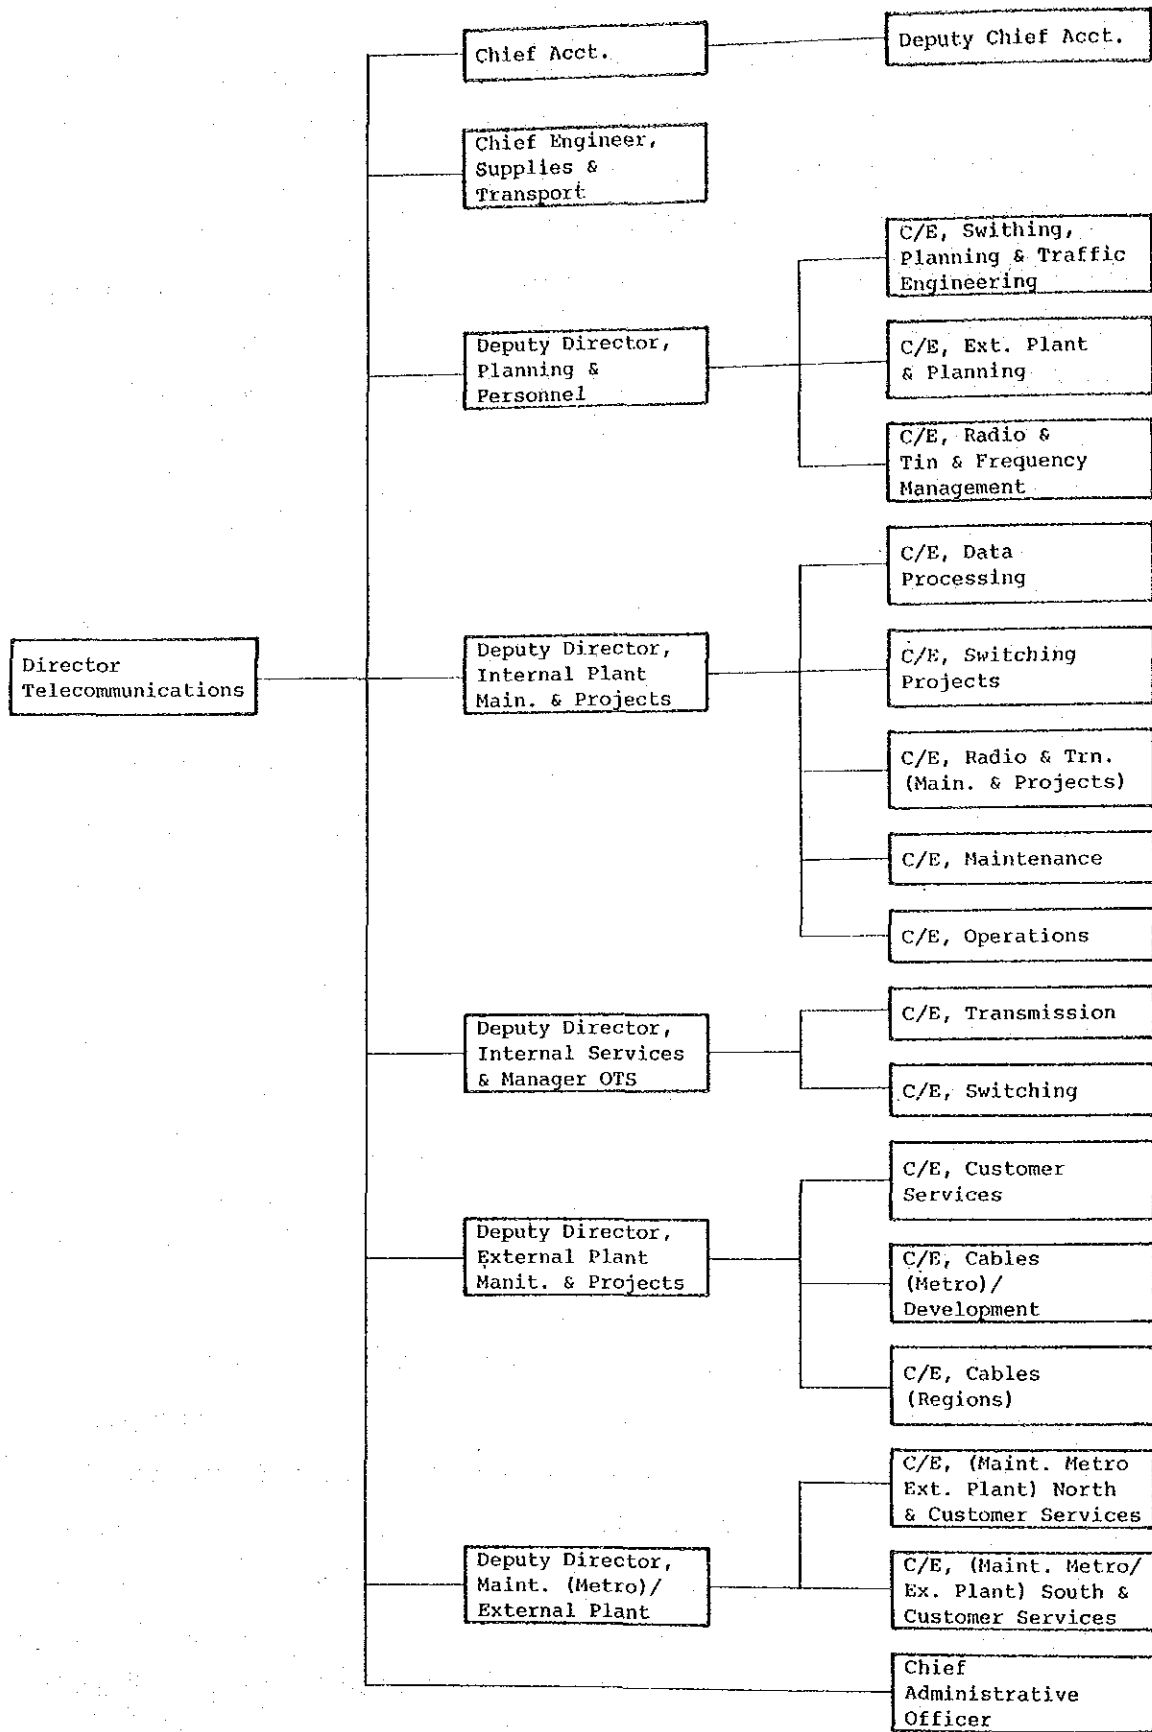 Chief Acct.
Deputy Chief Acct.
Chief Engineer,
Supplies &
Transport
C/E, Swithing,
Planning & Traffic
Engineering
Deputy Director,
Planning &
Personnel
C/E, Ext. Plant
& Planning
C/E, Radio &
Tin & Frequency
Management
C/E, Data
Processing
Director
Telecommunications
Deputy Director,
Internal Plant
Main. & Projects
C/E, Switching
Projects
C/E, Radio & Trn.
(Main. & Projects)
C/E, Maintenance
C/E, Operations
Deputy Director,
Internal Services
& Manager OTS
C/E, Transmission
C/E, Switching
C/E, Customer
Services
Deputy Director,
External Plant
Manit. & Projects
C/E, Cables
(Metro)/
Development
C/E, Cables
(Regions)
C/E, (Maint. Metro
Ext. Plant) North
& Customer Services
Deputy Director,
Maint. (Metro)/
External Plant
C/E, (Maint. Metro/
Ex. Plant) South &
Customer Services
Chief
Administrative
Officer